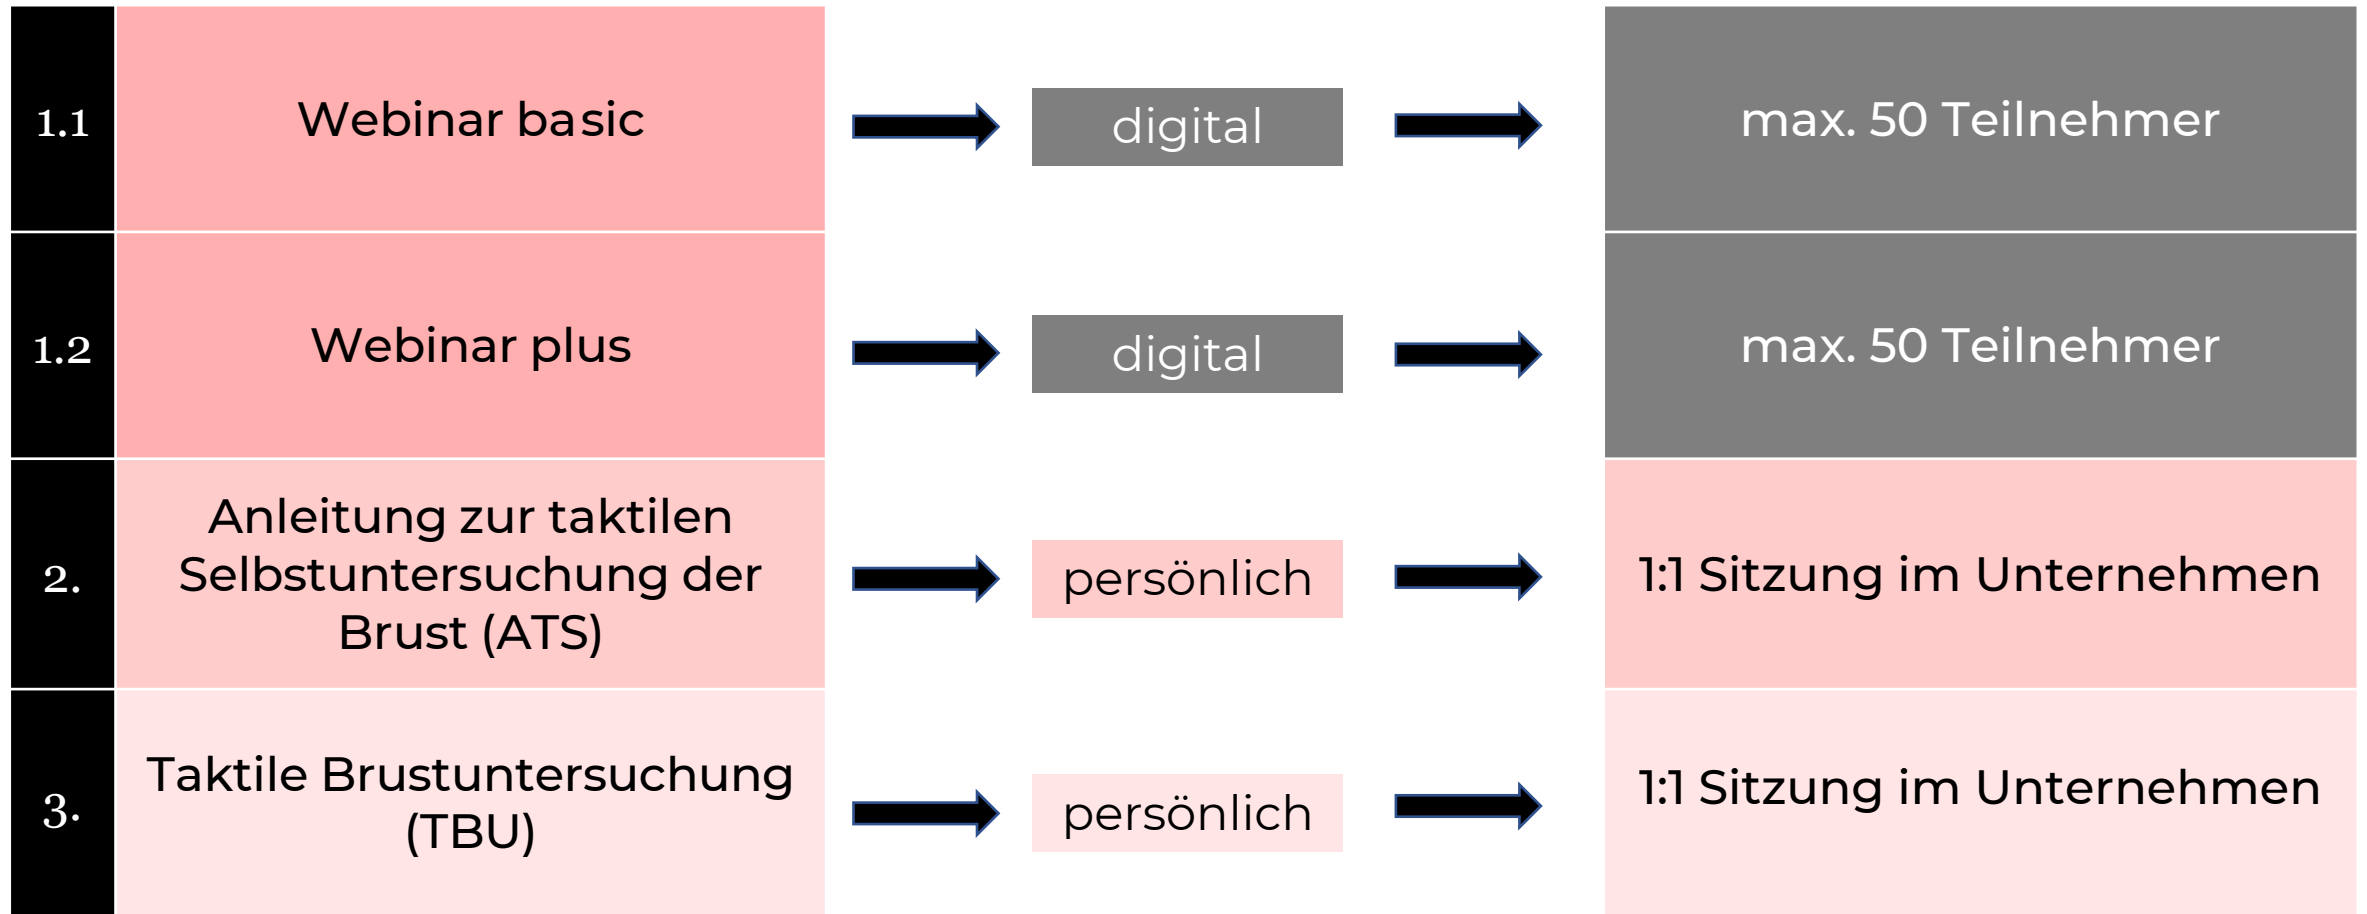 1.1
Webinar basic
digital
max. 50 Teilnehmer
1.2
Webinar plus
digital
max. 50 Teilnehmer
2.
Anleitung zur taktilen
Selbstuntersuchung der
Brust (ATS)
persönlich
1:1 Sitzung im Unternehmen
3.
Taktile Brustuntersuchung
(TBU)
persönlich
1:1 Sitzung im Unternehmen